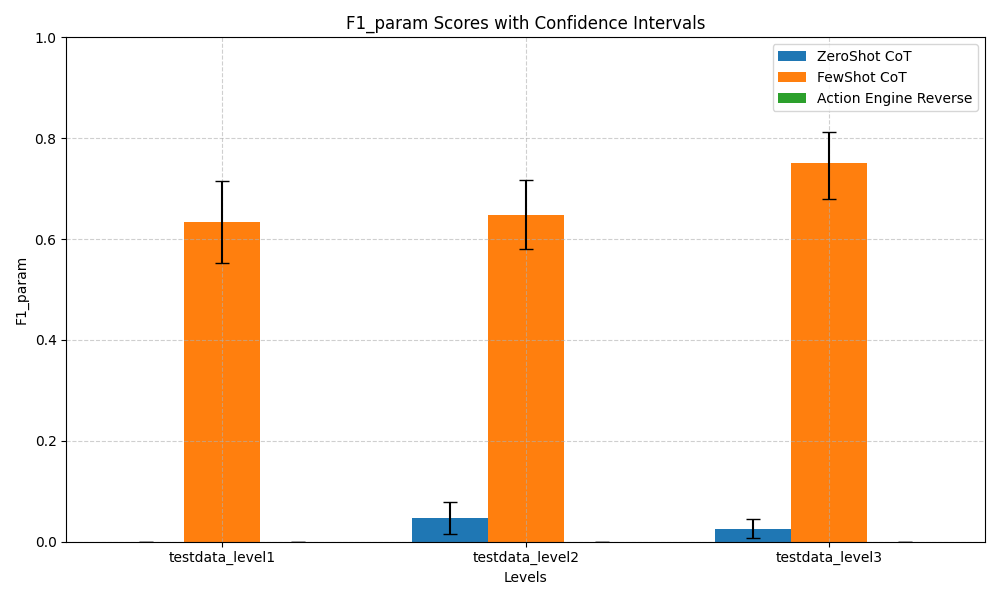 F1_param Scores with Confidence Intervals
1.0
0.8
0.6
0.4
0.2
0.0
F1_param
ZeroShot CoT
FewShot CoT
Action Engine Reverse
testdata_level1
testdata_level2
testdata_level3
Levels